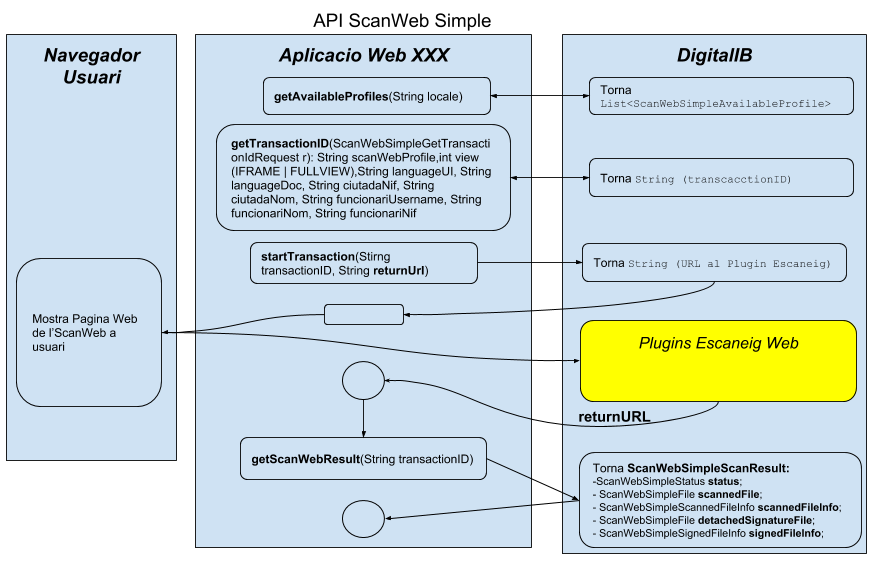 API ScanWeb Simple
Navegador
Usuari
Aplicacio Web XXX
DigitalIB
getAvailableProfiles(String locale)
Torna
List<ScanWebSimpleAvailableProfile>
getTransactionID(ScanWebSimpleGetTransacti
onIdRequest r): String scanWebProfile,int view
(IFRAME | FULLVIEW),String languageUI, String
languageDoc, String ciutadaNif, String
ciutadaNom, String funcionariUsername, String
funcionariNom, String funcionariNif
Torna String (transcacctionID)
startTransaction(Stirng
transactionID, String returnUrl)
Torna String (URL al Plugin Escaneig)
Mostra Pagina Web
de l'ScanWeb a
usuari
Plugins Escaneig Web
returnURL
getScanWebResult(String transactionID)
Torna ScanWebSimpleScanResult:
-ScanWebSimpleStatus status;
- ScanWebSimpleFile scannedFile;
- ScanWebSimpleScannedFileInfo scannedFileInfo;
- ScanWebSimpleFile detachedSignatureFile;
- ScanWebSimpleSignedFileInfo signedFileInfo;